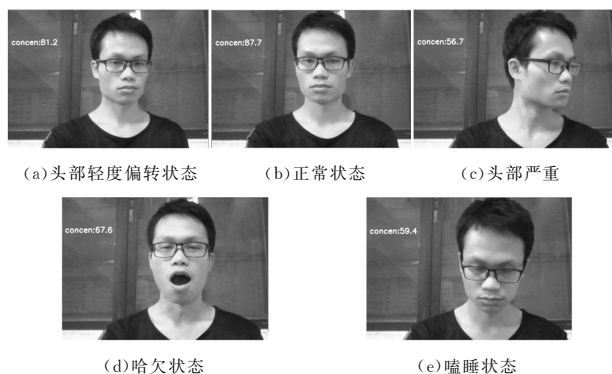 concen:81.2
concen:87.7
concen:56.7
(a)头部轻度偏转状态
(b)正常状态
(c)头部严重
concen:67.6
concen:59.4
(d)哈欠状态
(e)嗑睡状态